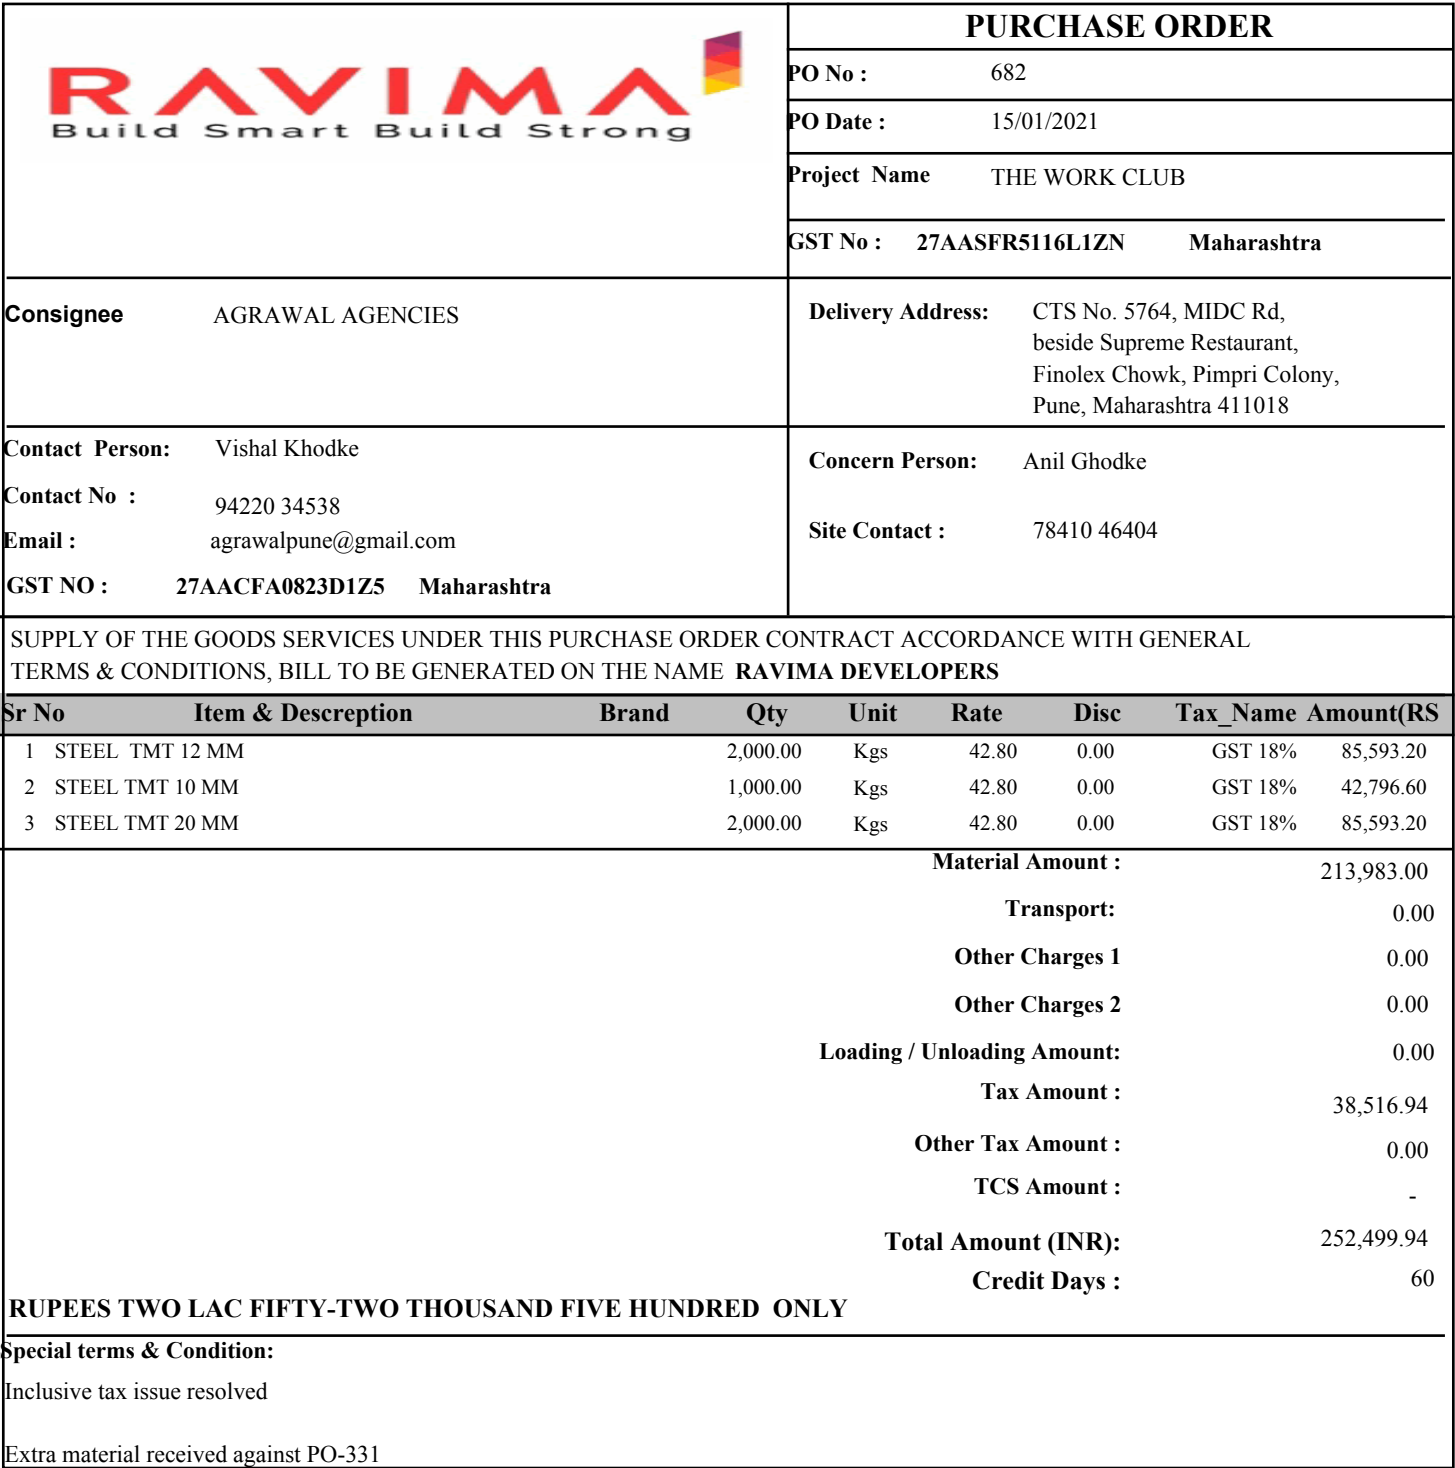 RAVIMA
Build Smart Build Strong
PURCHASE ORDER
PO No : 682
PO Date : 15/01/2021
Project Name THE WORK CLUB
GST No : 27AASFR5116L1ZN Maharashtra
Consignee AGRAWAL AGENCIES
Delivery Address: CTS No. 5764, MIDC Rd,
beside Supreme Restaurant,
Finolex Chowk, Pimpri Colony,
Pune, Maharashtra 411018
Contact Person: Vishal Khodke
Contact No : 94220 34538
Email : agrawalpune@gmail.com
GST NO : 27AACFA0823D1Z5 Maharashtra
Concern Person: Anil Ghodke
Site Contact : 78410 46404
SUPPLY OF THE GOODS SERVICES UNDER THIS PURCHASE ORDER CONTRACT ACCORDANCE WITH GENERAL
TERMS & CONDITIONS, BILL TO BE GENERATED ON THE NAME RAVIMA DEVELOPERS
Sr No Item & Descreption Brand Qty Unit Rate Disc Tax_Name Amount(RS
1 STEEL TMT 12 MM 2,000.00 Kgs 42.80 0.00 GST 18% 85,593.20
2 STEEL TMT 10 MM 1,000.00 Kgs 42.80 0.00 GST 18% 42,796.60
3 STEEL TMT 20 MM 2,000.00 Kgs 42.80 0.00 GST 18% 85,593.20
Material Amount : 213,983.00
Transport: 0.00
Other Charges 1 0.00
Other Charges 2 0.00
Loading / Unloading Amount: 0.00
Tax Amount : 38,516.94
Other Tax Amount : 0.00
TCS Amount : -
Total Amount (INR): 252,499.94
Credit Days : 60
RUPEES TWO LAC FIFTY-TWO THOUSAND FIVE HUNDRED ONLY
Special terms & Condition:
Inclusive tax issue resolved
Extra material received against PO-331